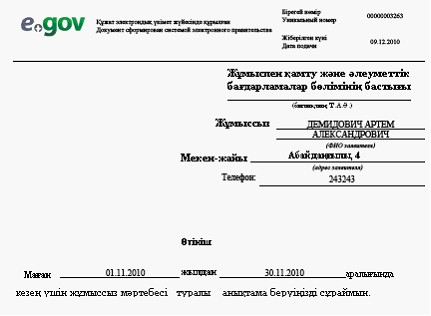 e.gov
Құжат электрондық үкімет жүйесінде құрылған
Документ сформирован системой электронного правительства
Бірегей нөмір
Уникальный номер
00000003263
Жіберілген күні
Дата подачи
09.12.2010
Жұмыспен қамту және әлеуметтік
бағдарламалар бөлімінің бастығы
(бастықтың Т.А.Ә.)
Жұмыссыз ДЕМИДОВИЧ АРТЕМ
АЛЕКСАНДРОВИЧ
(ФИО заявителя)
Мекен-жайы Абай даңғылы, 4
(адрес заявителя)
Телефон: 243243
Өтініш
Маған 01.11.2010 жылдан 30.11.2010 аралығында
кезең үшін жұмыссыз мәртебесі туралы анықтама беруіңізді сұраймын.